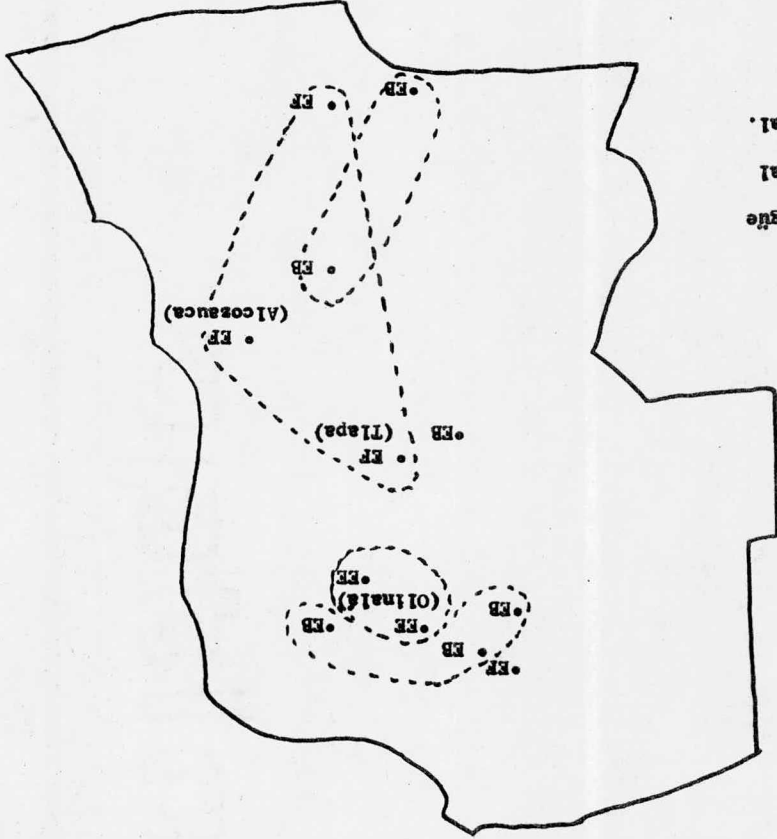 EF
EB
EE
EB
EB
(Olinalá)
EE
EF
EB
(Tlapa)
EF
(Alcozauca)
EB
güe
al
al.
EF
EB